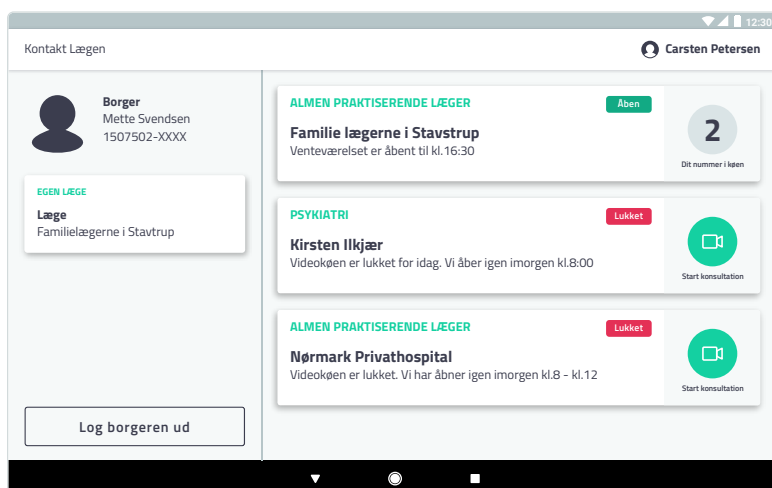 12:30
Kontakt Lægen
Carsten Petersen
Borger
Mette Svendsen
1507502-XXXX
EGEN LÆGE
Læge
Familielægerne i Stavtrup
Log borgeren ud
ALMEN PRAKTISERENDE LÆGER
Åben
Familie lægerne i Stavstrup
Venteværelset er åbent til kl.16:30
2
Dit nummer i køen
PSYKIATRI
Lukket
Kirsten Ilkjær
Videokøen er lukket for idag. Vi åber igen imorgen kl.8:00
Start konsultation
ALMEN PRAKTISERENDE LÆGER
Lukket
Nørmark Privathospital
Videokøen er lukket. Vi har åbner igen imorgen kl.8 - kl.12
Start konsultation